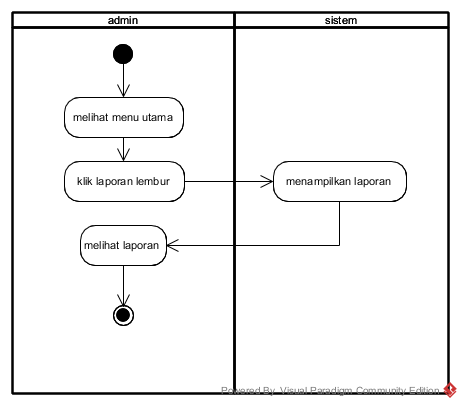 admin
sistem
melihat menu utama
klik laporan lembur
menampilkan laporan
melihat laporan
Powered By Visual Paradigm Community Edition